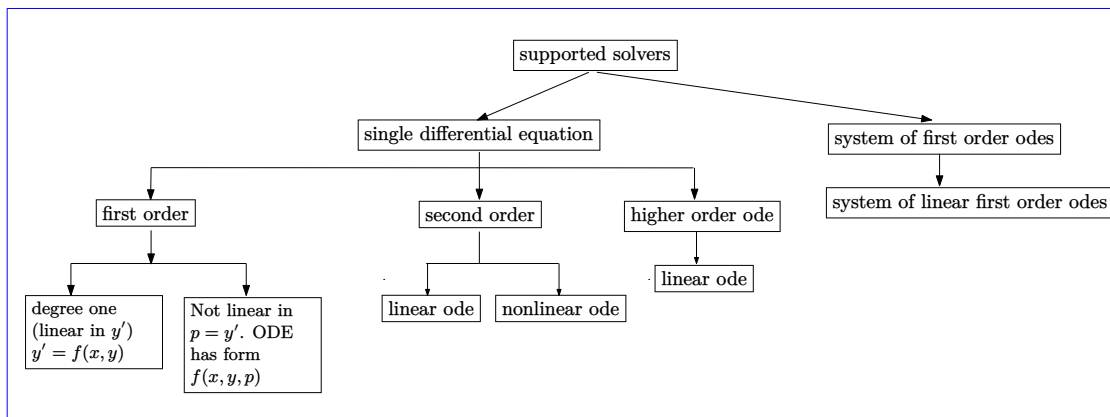 supported solvers
single differential equation
system of first order odes
system of linear first order odes
first order
second order
higher order ode
linear ode
degree one
(linear in y′)
y′ = f(x, y)
Not linear in
p = y′. ODE
has form
f(x, y, p)
linear ode
nonlinear ode